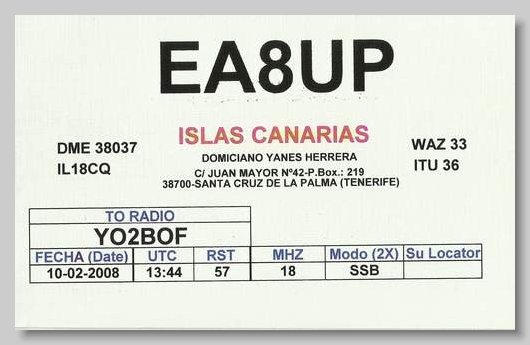 EA8UP
ISLAS CANARIAS
DOMICIANO YANES HERRERA
C/ JUAN MAYOR Nº42-P.Box.: 219
38700-SANTA CRUZ DE LA PALMA (TENERIFE)
DME 38037
IL18CQ
WAZ 33
ITU 36
TO RADIO
YO2BOF
FECHA (Date) UTC RST MHZ Modo (2X) Su Locator
10-02-2008 13:44 57 18 SSB